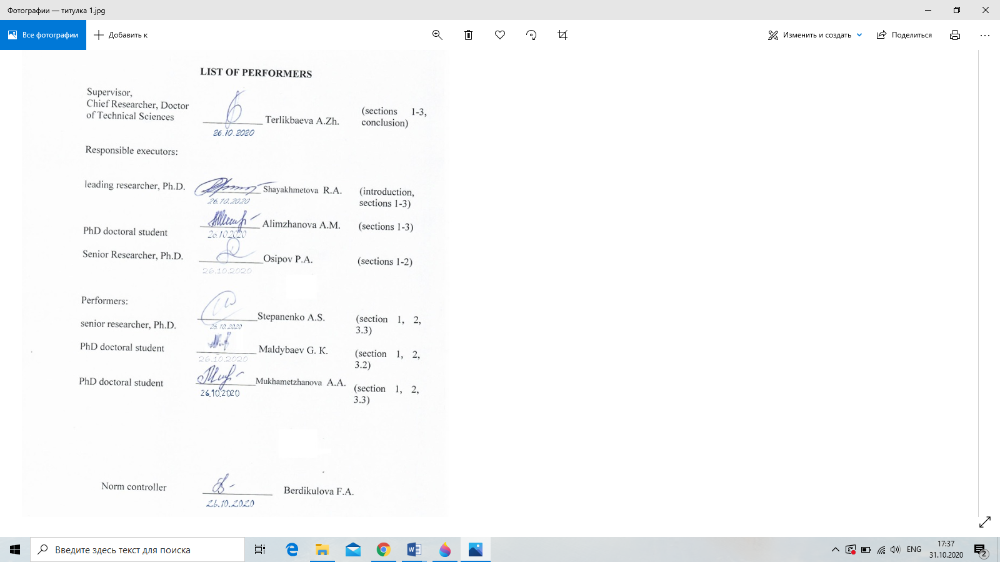 Фотографии — титулка 1.jpg
Все фотографии
Добавить к
Изменить и создать
Поделиться
LIST OF PERFORMERS
Supervisor,
Chief Researcher, Doctor
of Technical Sciences
Terlikbaeva A.Zh.
(sections 1-3,
conclusion)
26.10.2020
Responsible executors:
leading researcher, Ph.D.
Shayakhmetova R.A.
(introduction,
sections 1-3)
26.10.2020
PhD doctoral student
Alimzhanova A.M.
(sections 1-3)
26.10.2020
Senior Researcher, Ph.D.
Osipov P.A.
(sections 1-2)
26.10.2020
Performers:
senior researcher, Ph.D.
Stepanenko A.S.
(section 1, 2,
3.3)
26.10.2020
PhD doctoral student
Maldybaev G. K.
(section 1, 2,
3.2)
26.10.2020
PhD doctoral student
Mukhametzhanova A.A.
(section 1, 2,
3.3)
26.10.2020
Norm controller
Berdikulova F.A.
26.10.2020
Введите здесь текст для поиска
ENG
17:37
31.10.2020
2